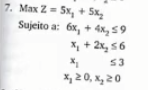 7. Max Z = 5x₁ + 5x₂
Sujeito a: 6x₁ + 4x₂ ≤ 9
x₁ + 2x₂ ≤ 6
x₁ ≤ 3
x₁ ≥ 0, x₂ ≥ 0